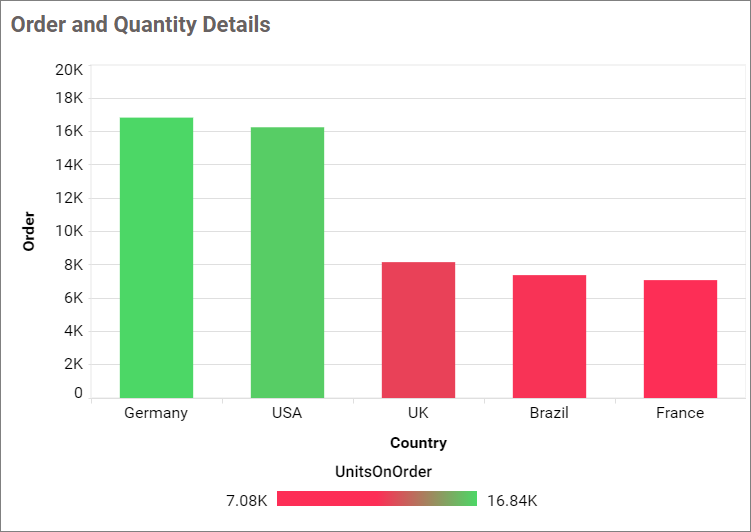 Order and Quantity Details
20K
18K
16K
14K
12K
10K
8K
6K
4K
2K
0
Order
Germany
USA
UK
Brazil
France
Country
UnitsOnOrder
7.08K
16.84K